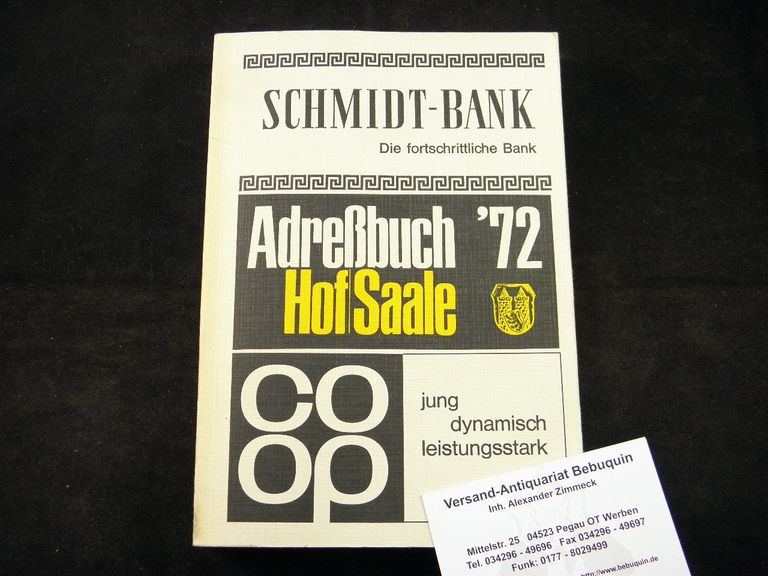 SCHMIDT-BANK
Die fortschrittliche Bank
Adreßbuch '72
Hof Saale
co
op
jung
dynamisch
leistungsstark
Versand-Antiquariat Bebuquin
Inh. Alexander Zimmeck
Mittelstr. 25 04523 Pegau OT Werben
Tel. 034296 - 49696 Fax 034296 - 49697
Funk: 0177 - 8029499
http://www.bebuquin.de